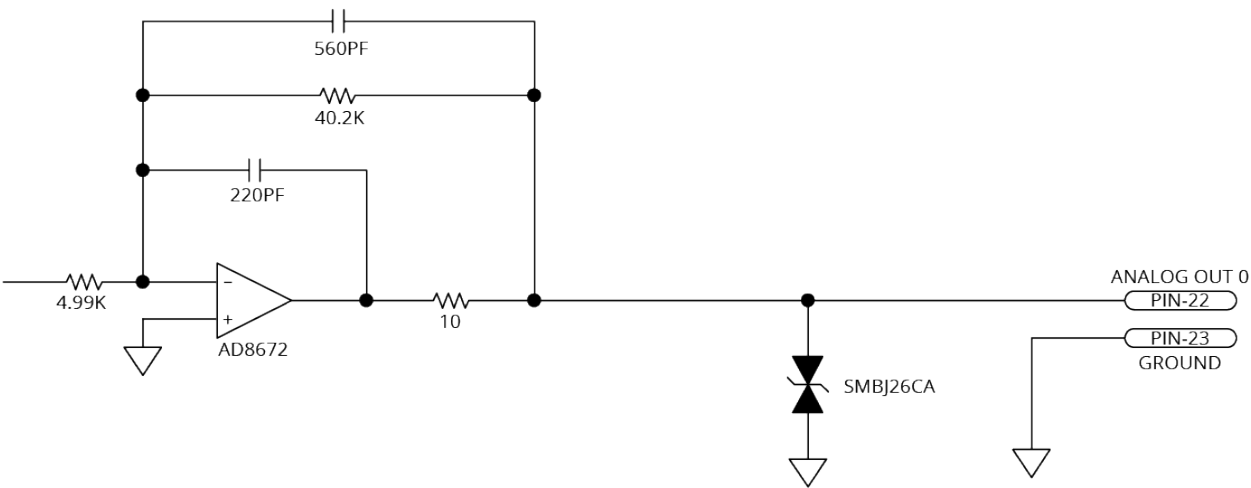 560PF
40.2K
220PF
4.99K
−
+
AD8672
10
ANALOG OUT 0
PIN-22
PIN-23
GROUND
SMBJ26CA